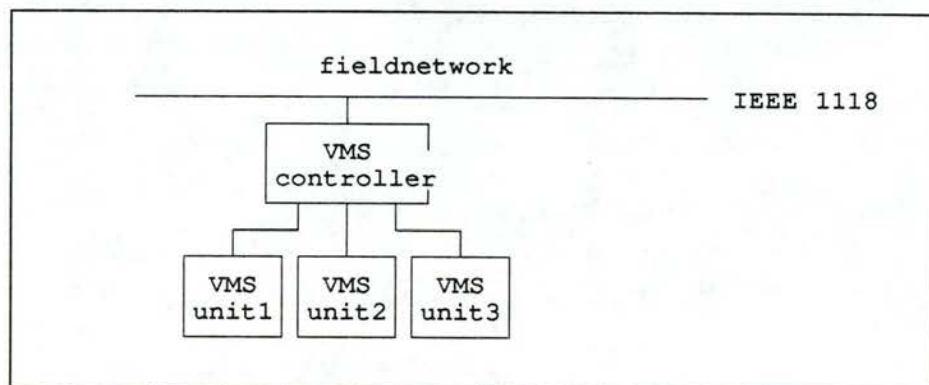 fieldnetwork
IEEE 1118
VMS
controller
VMS
unit1
VMS
unit2
VMS
unit3